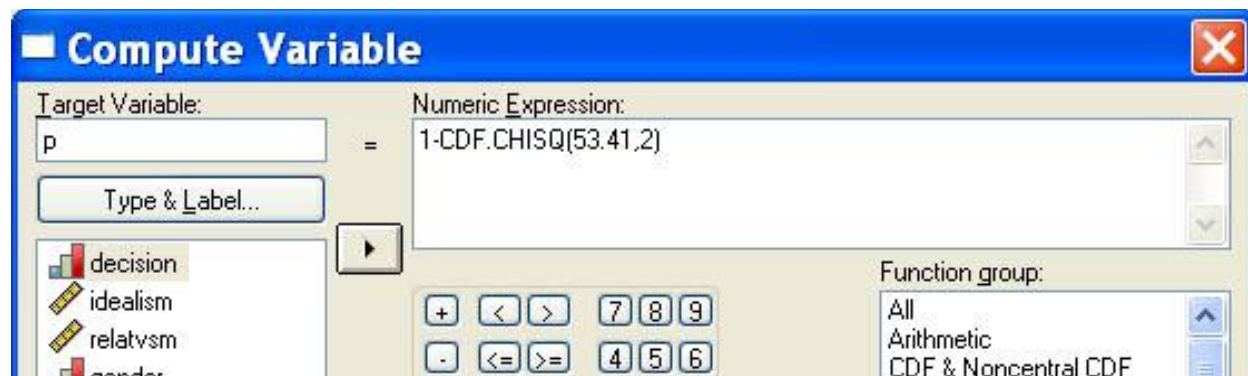 Compute Variable
Target Variable:
p
=
Numeric Expression:
1-CDF.CHISQ(53.41,2)
Type & Label...
decision
idealism
relatvsm
gender
+ < > 7 8 9
- <= >= 4 5 6
Function group:
All
Arithmetic
CDF & Noncentral CDF